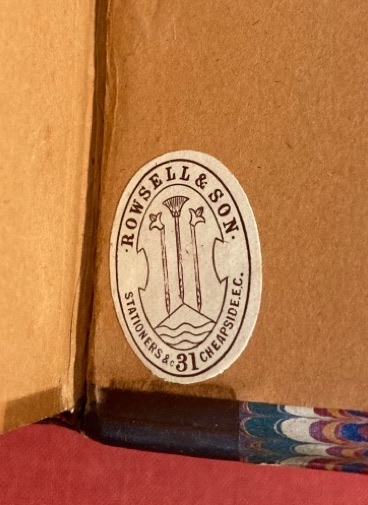 ·ROWSELL & SON·
STATIONERS &c 31 CHEAPSIDE. E.C.